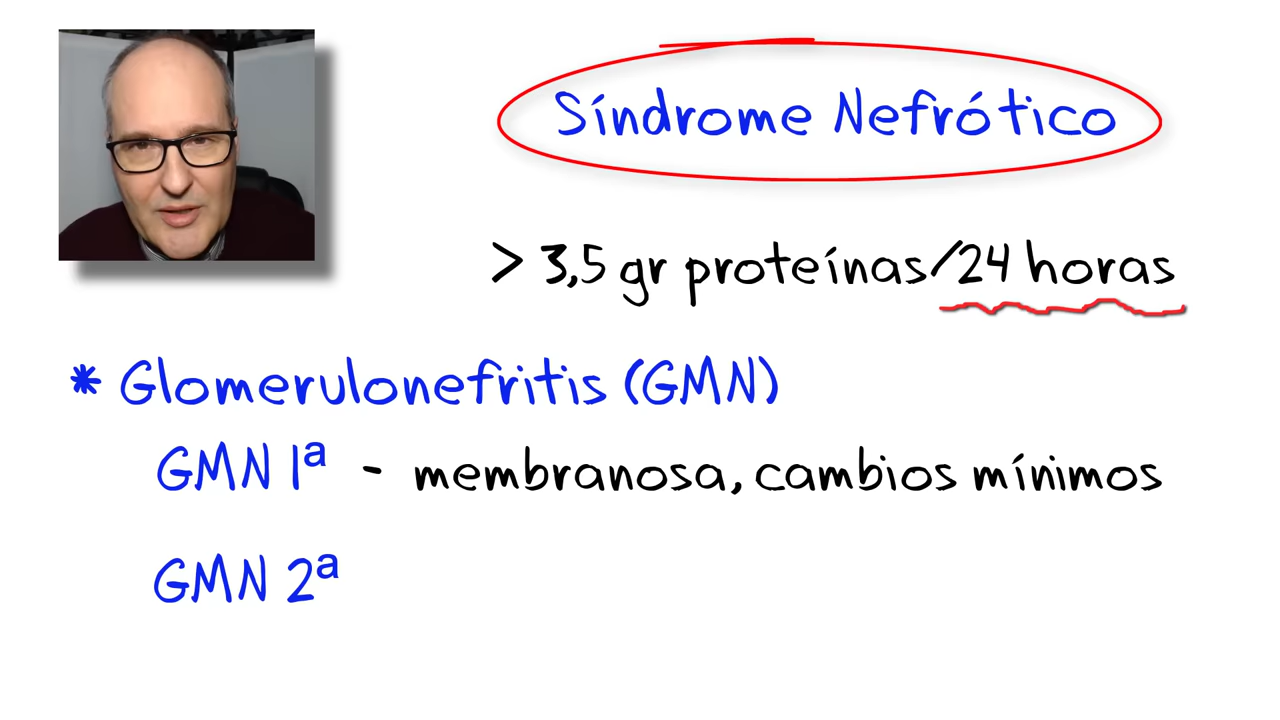 Síndrome Nefrótico
> 3,5 gr proteínas/24 horas
* Glomerulonefritis (GMN)
GMN 1ª - membranosa, cambios mínimos
GMN 2ª